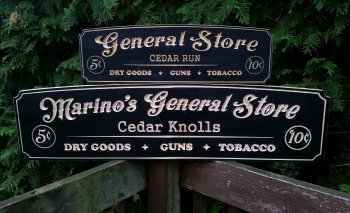 General Store
CEDAR RUN
5¢ 10¢
DRY GOODS + GUNS + TOBACCO
Marino's General Store
Cedar Knolls
5¢ 10¢
DRY GOODS + GUNS + TOBACCO